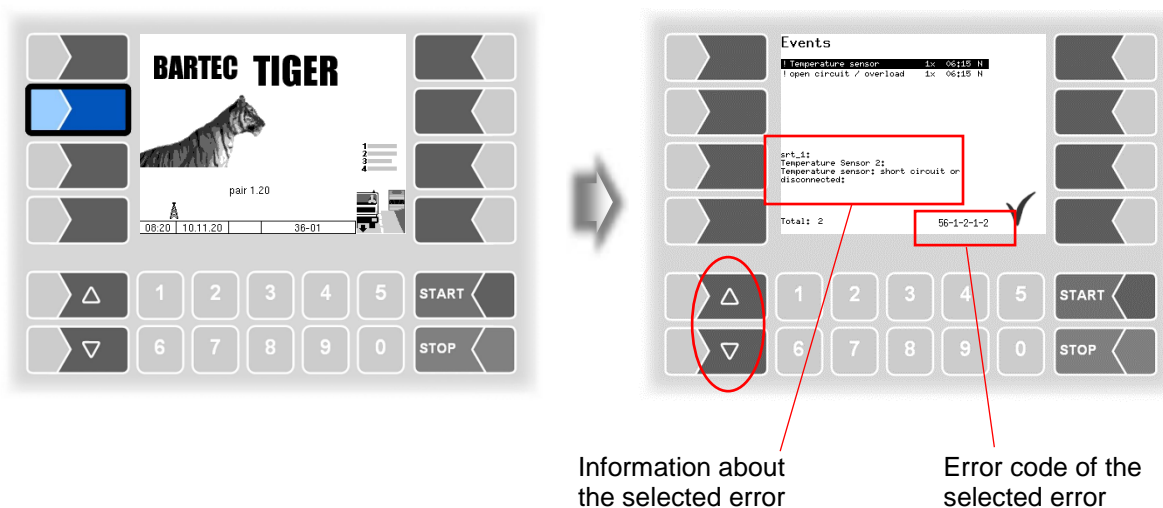 BARTEC TIGER
1
2
3
4
pair 1.20
08:20 10.11.20 36-01
1 2 3 4 5 START
6 7 8 9 0 STOP
Events
! Temperature sensor 1x 06:15 N
! open circuit / overload 1x 06:15 N
srt_1:
Temperature Sensor 2:
Temperature sensor: short circuit or
disconnected:
Total: 2 56-1-2-1-2
1 2 3 4 5 START
6 7 8 9 0 STOP
Information about
the selected error
Error code of the
selected error